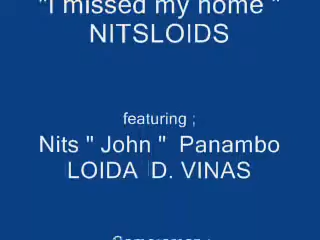 "I missed my home "
NITSLOIDS
featuring ;
Nits " John "  Panambo
LOIDA  D. VINAS